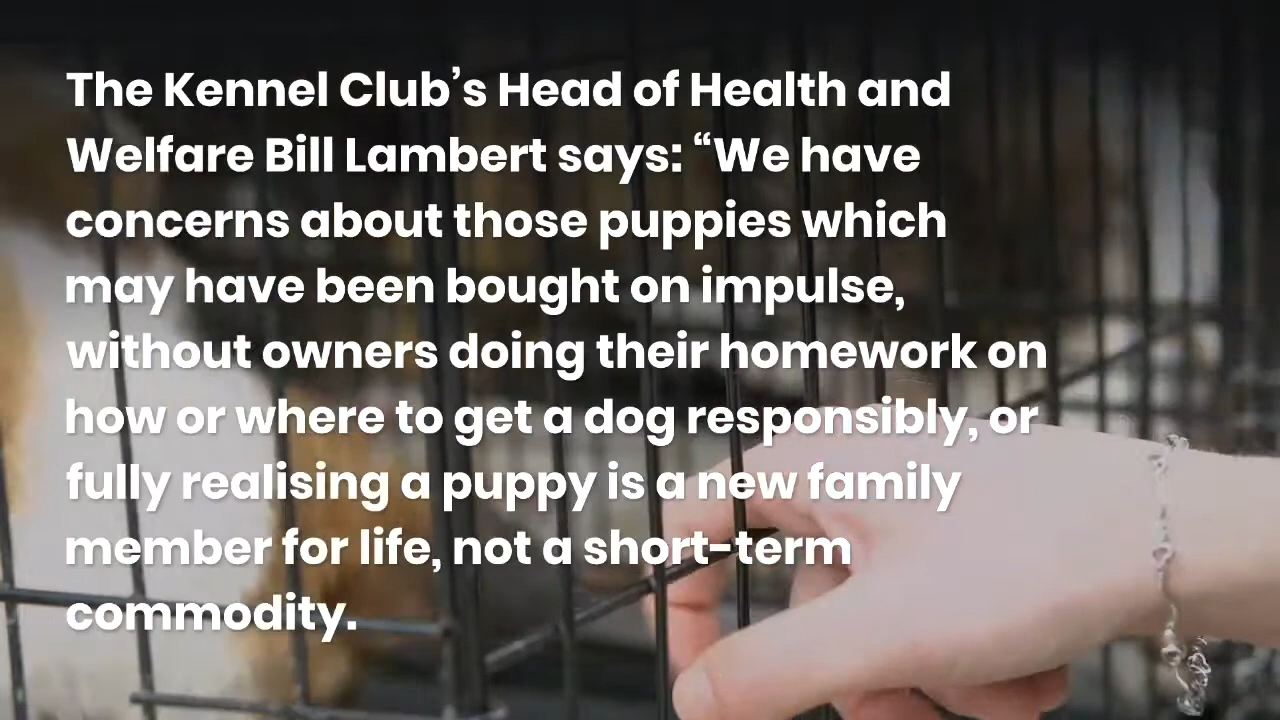 The Kennel Club’s Head of Health and
Welfare Bill Lambert says: “We have
concerns about those puppies which
may have been bought on impulse,
without owners doing their homework on
how or where to get a dog responsibly, or
fully realising a puppy is a new family
member for life, not a short-term
commodity.